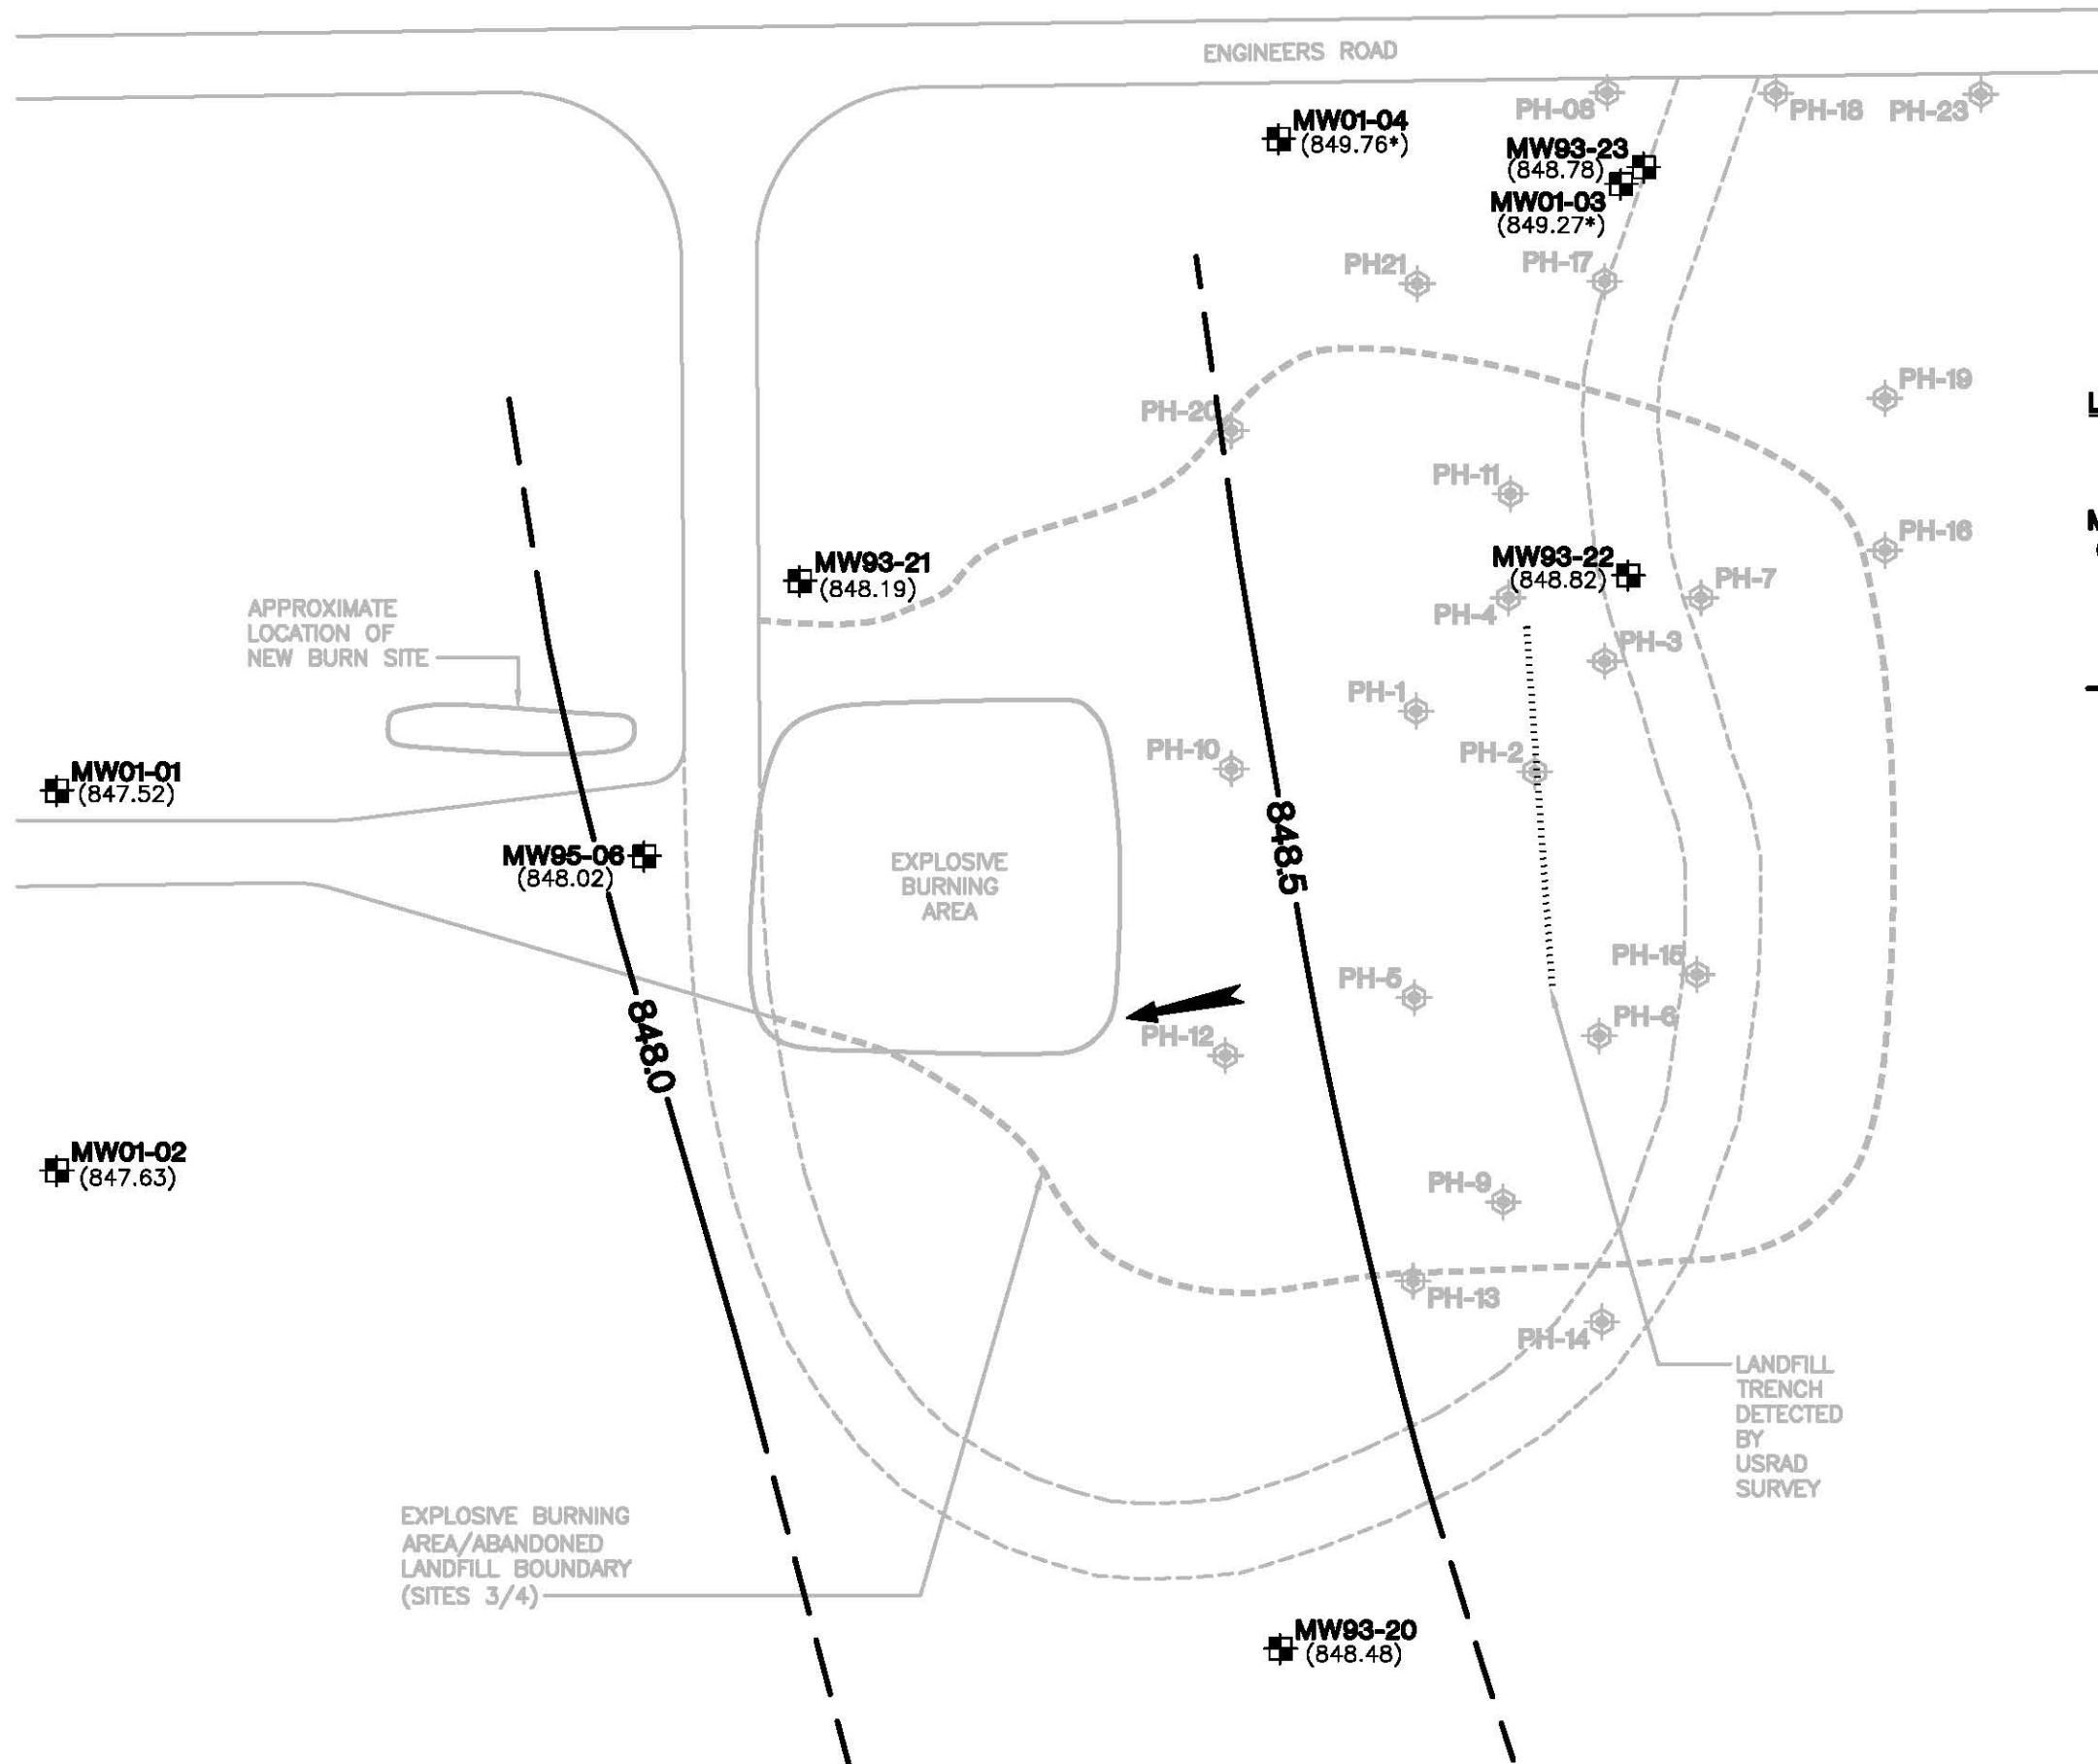 ENGINEERS ROAD
PH-08
PH-18
PH-23
MW01-04
(849.76*)
MW93-23
(848.78)
MW01-03
(849.27*)
PH21
PH-17
PH-19
PH-20
L
PH-11
PH-16
M
MW93-21
(848.19)
MW93-22
(848.82)
PH-4
PH-7
APPROXIMATE
LOCATION OF
NEW BURN SITE
PH-3
PH-1
PH-10
PH-2
MW01-01
(847.52)
848.5
MW95-06
(848.02)
EXPLOSIVE
BURNING
AREA
PH-15
PH-5
PH-6
848.0
PH-12
MW01-02
(847.63)
PH-9
PH-13
PH-14
LANDFILL
TRENCH
DETECTED
BY
USRAD
SURVEY
EXPLOSIVE BURNING
AREA/ABANDONED
LANDFILL BOUNDARY
(SITES 3/4)
MW93-20
(848.48)